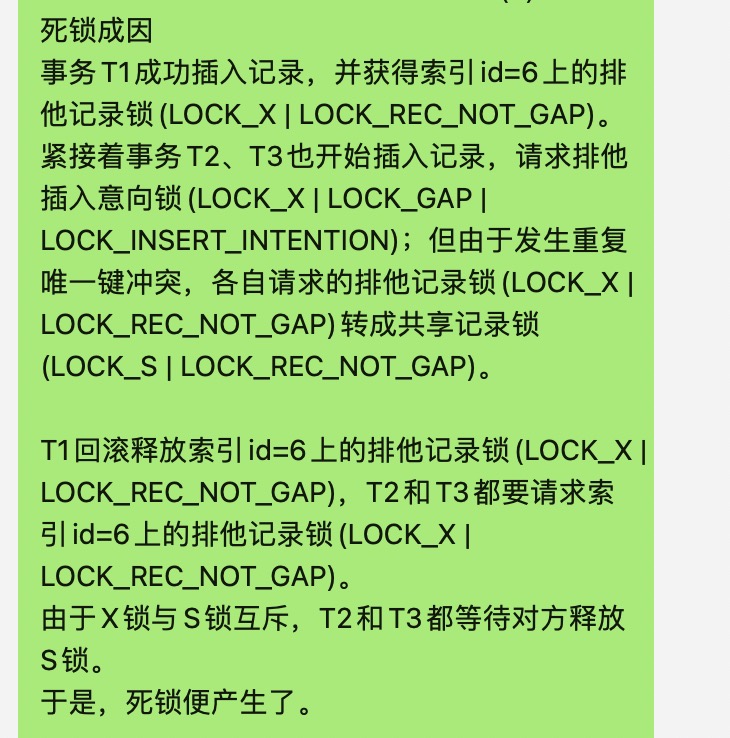 死锁成因
事务T1成功插入记录，并获得索引id=6上的排
他记录锁(LOCK_X | LOCK_REC_NOT_GAP)。
紧接着事务T2、T3也开始插入记录，请求排他
插入意向锁(LOCK_X | LOCK_GAP |
LOCK_INSERT_INTENTION)；但由于发生重复
唯一键冲突，各自请求的排他记录锁(LOCK_X |
LOCK_REC_NOT_GAP)转成共享记录锁
(LOCK_S | LOCK_REC_NOT_GAP)。
T1回滚释放索引id=6上的排他记录锁(LOCK_X |
LOCK_REC_NOT_GAP)，T2和T3都要请求索
引id=6上的排他记录锁(LOCK_X |
LOCK_REC_NOT_GAP)。
由于X锁与S锁互斥，T2和T3都等待对方释放
S锁。
于是，死锁便产生了。